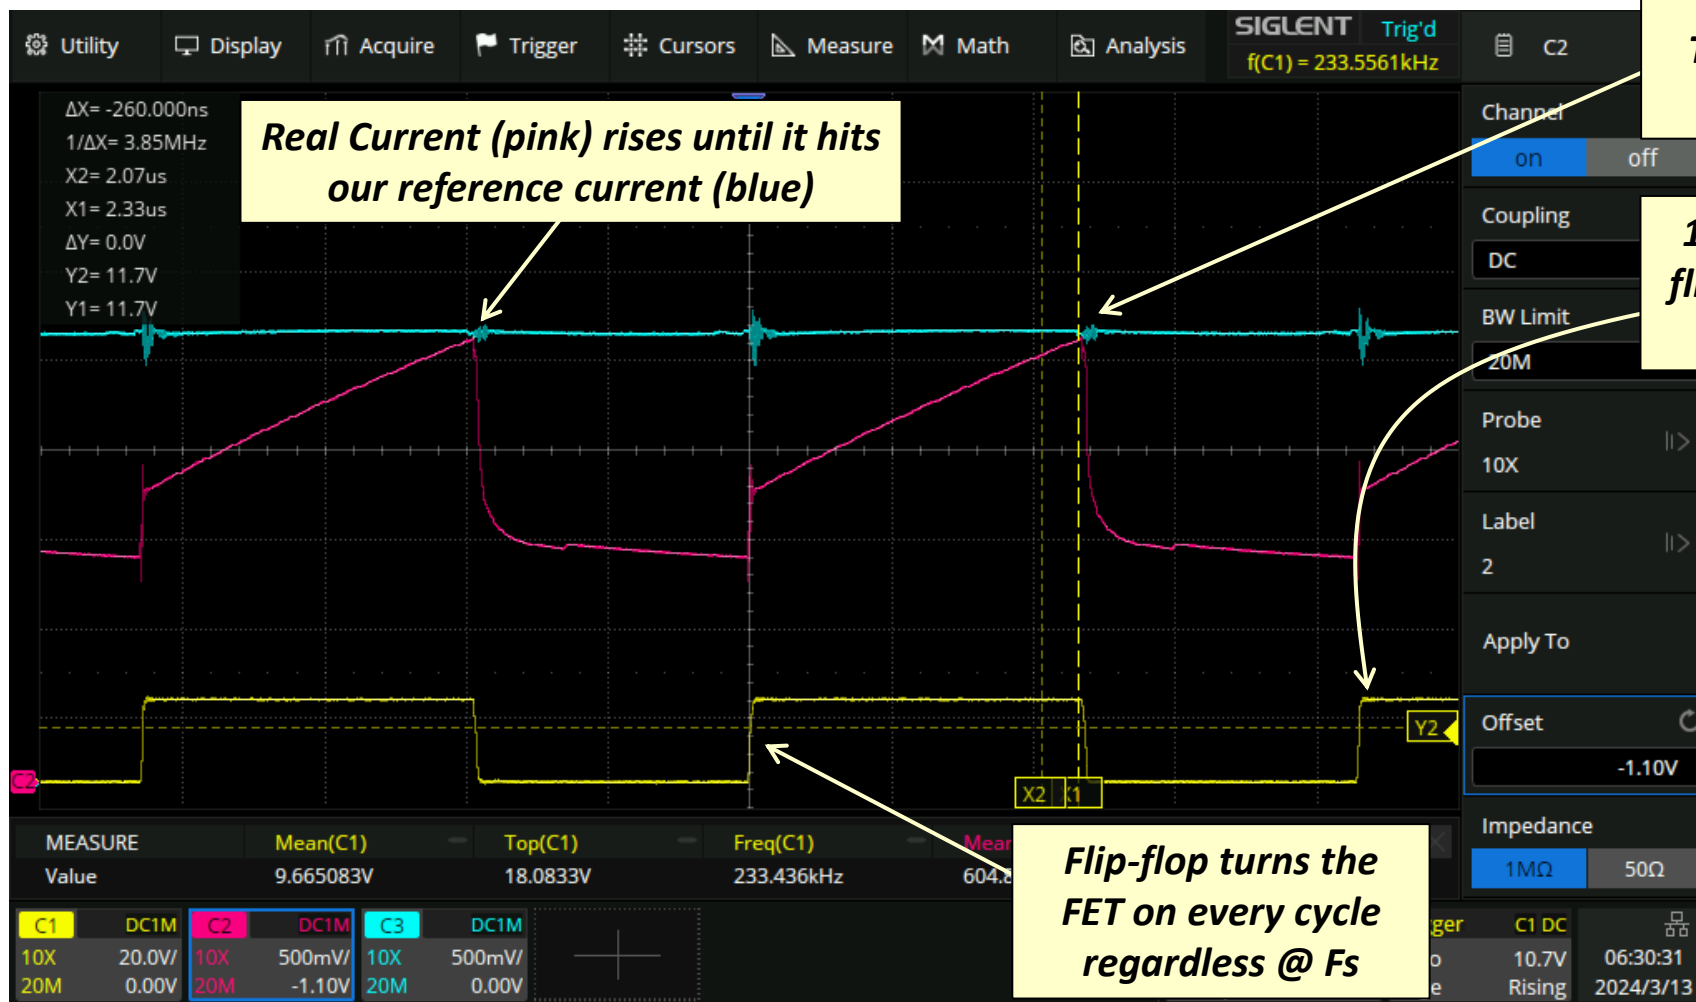 Utility Display Acquire Trigger Cursors Measure Math Analysis
SIGLENT Trig'd
f(C1) = 233.5561kHz
C2
ΔX= -260.000ns
1/ΔX= 3.85MHz
X2= 2.07us
X1= 2.33us
ΔY= 0.0V
Y2= 11.7V
Y1= 11.7V
Real Current (pink) rises until it hits
our reference current (blue)
Channel
on off
Coupling
DC
BW Limit
20M
Probe
10X
Label
2
Apply To
Offset
-1.10V
Impedance
1MΩ 50Ω
C2
Y2
X2 X1
MEASURE Mean(C1) Top(C1) Freq(C1)
Value 9.665083V 18.0833V 233.436kHz
Flip-flop turns the
FET on every cycle
regardless @ Fs
C1 DC1M C2 DC1M C3 DC1M
10X 20.0V/ 10X 500mV/ 10X 500mV/
20M 0.00V 20M -1.10V 20M 0.00V
C1 DC
10.7V
Rising
06:30:31
2024/3/13